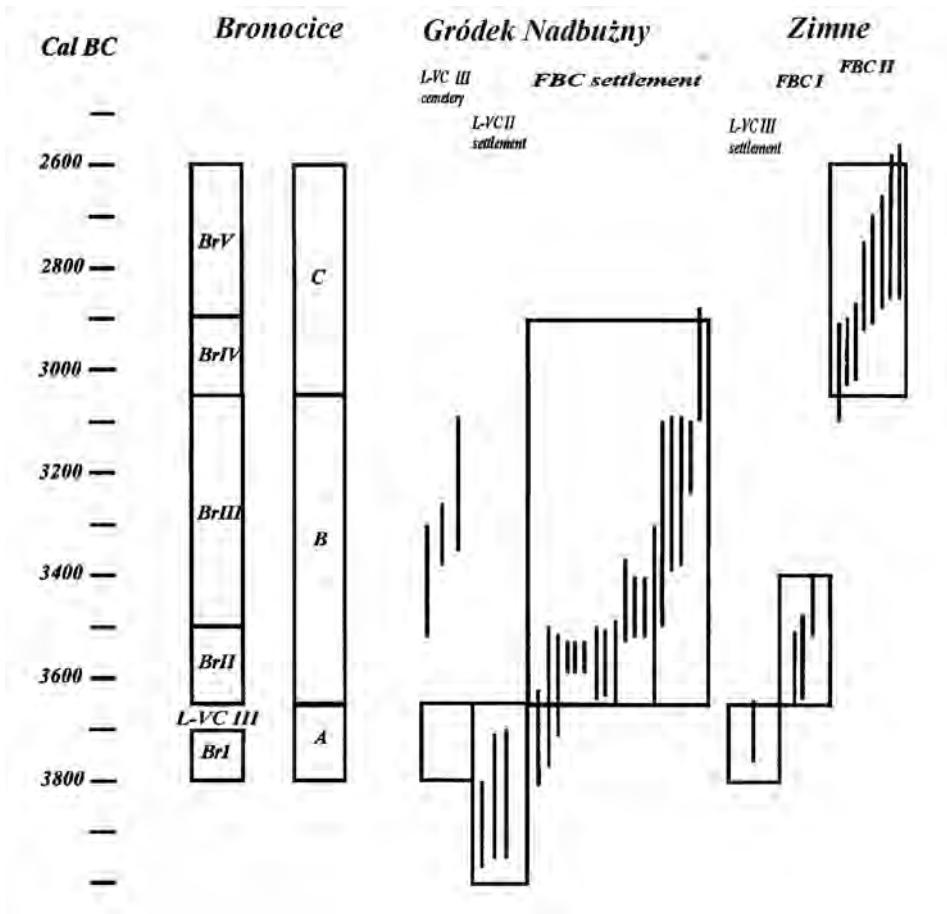 Bronocice Gródek Nadbużny Zimne
Cal BC
L-VC III
cemetery
FBC settlement
FBC I
FBC II
L-VC II
settlement
L-VC III
settlement
2600
2800
3000
3200
3400
3600
3800
BrV
BrIV
BrIII
BrII
L-VC III
BrI
C
B
A